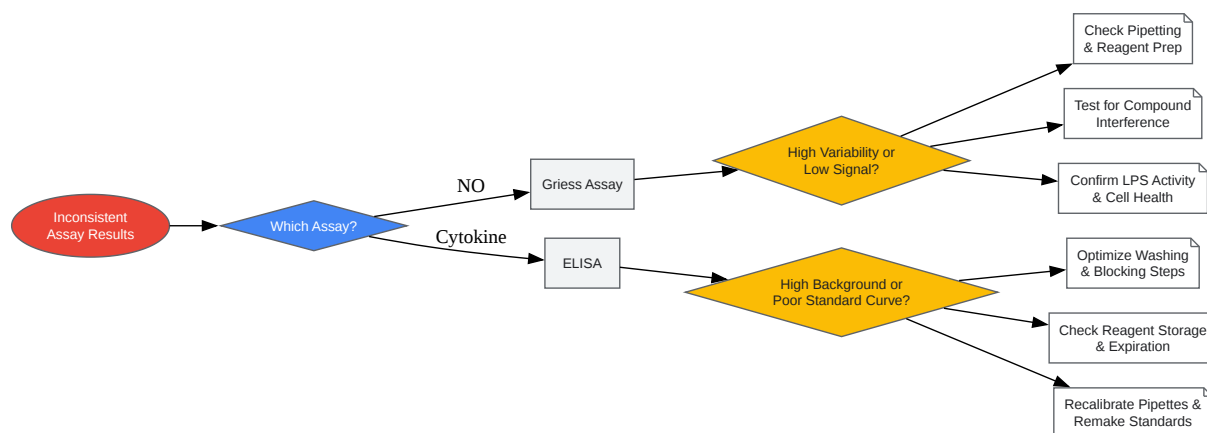 Inconsistent
Assay Results
Which Assay?
NO
Cytokine
Griess Assay
ELISA
High Variability or
Low Signal?
High Background or
Poor Standard Curve?
Check Pipetting
& Reagent Prep
Test for Compound
Interference
Confirm LPS Activity
& Cell Health
Optimize Washing
& Blocking Steps
Check Reagent Storage
& Expiration
Recalibrate Pipettes &
Remake Standards